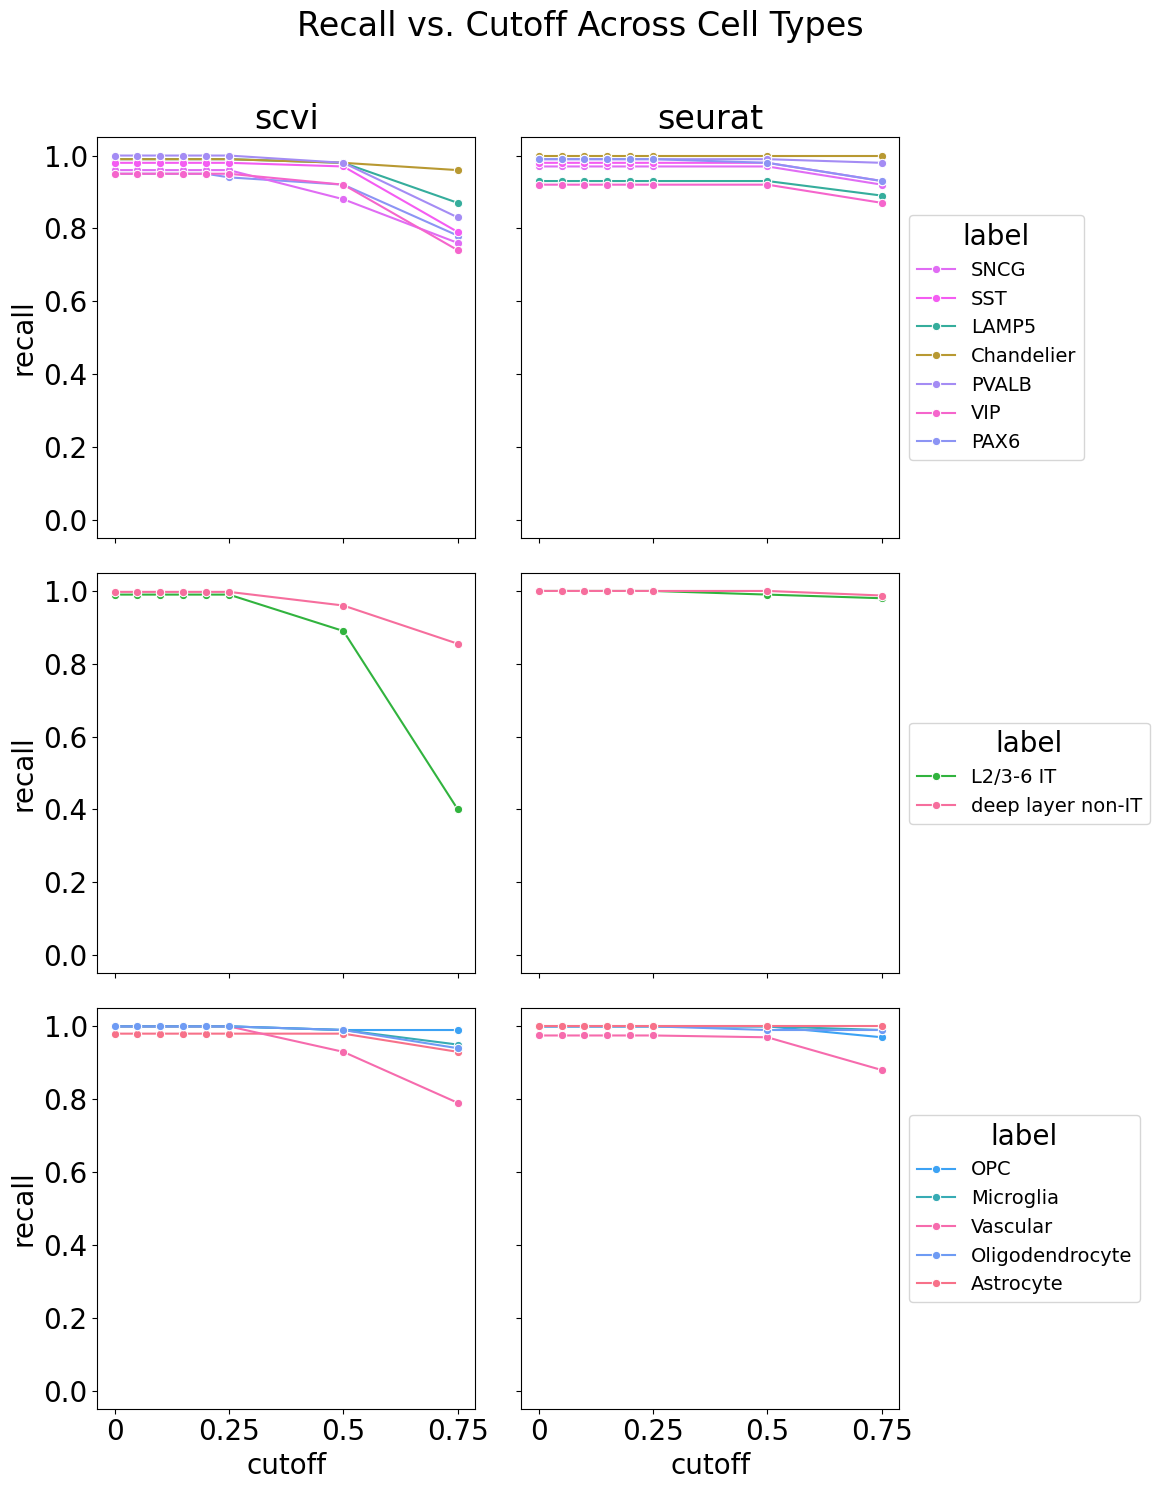 Recall vs. Cutoff Across Cell Types
scvi
seurat
recall
1.0
0.8
0.6
0.4
0.2
0.0
label
SNCG
SST
LAMP5
Chandelier
PVALB
VIP
PAX6
recall
1.0
0.8
0.6
0.4
0.2
0.0
label
L2/3-6 IT
deep layer non-IT
recall
1.0
0.8
0.6
0.4
0.2
0.0
label
OPC
Microglia
Vascular
Oligodendrocyte
Astrocyte
0 0.25 0.5 0.75
cutoff
0 0.25 0.5 0.75
cutoff